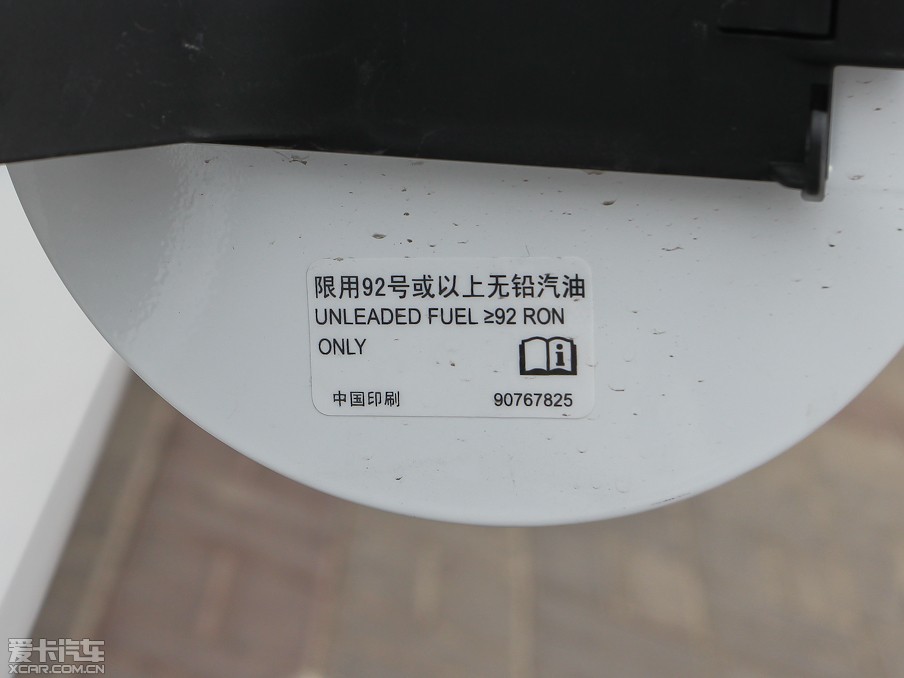 限用92号或以上无铅汽油
UNLEADED FUEL ≥92 RON
ONLY
中国印刷 90767825
爱卡汽车
XCAR.COM.CN